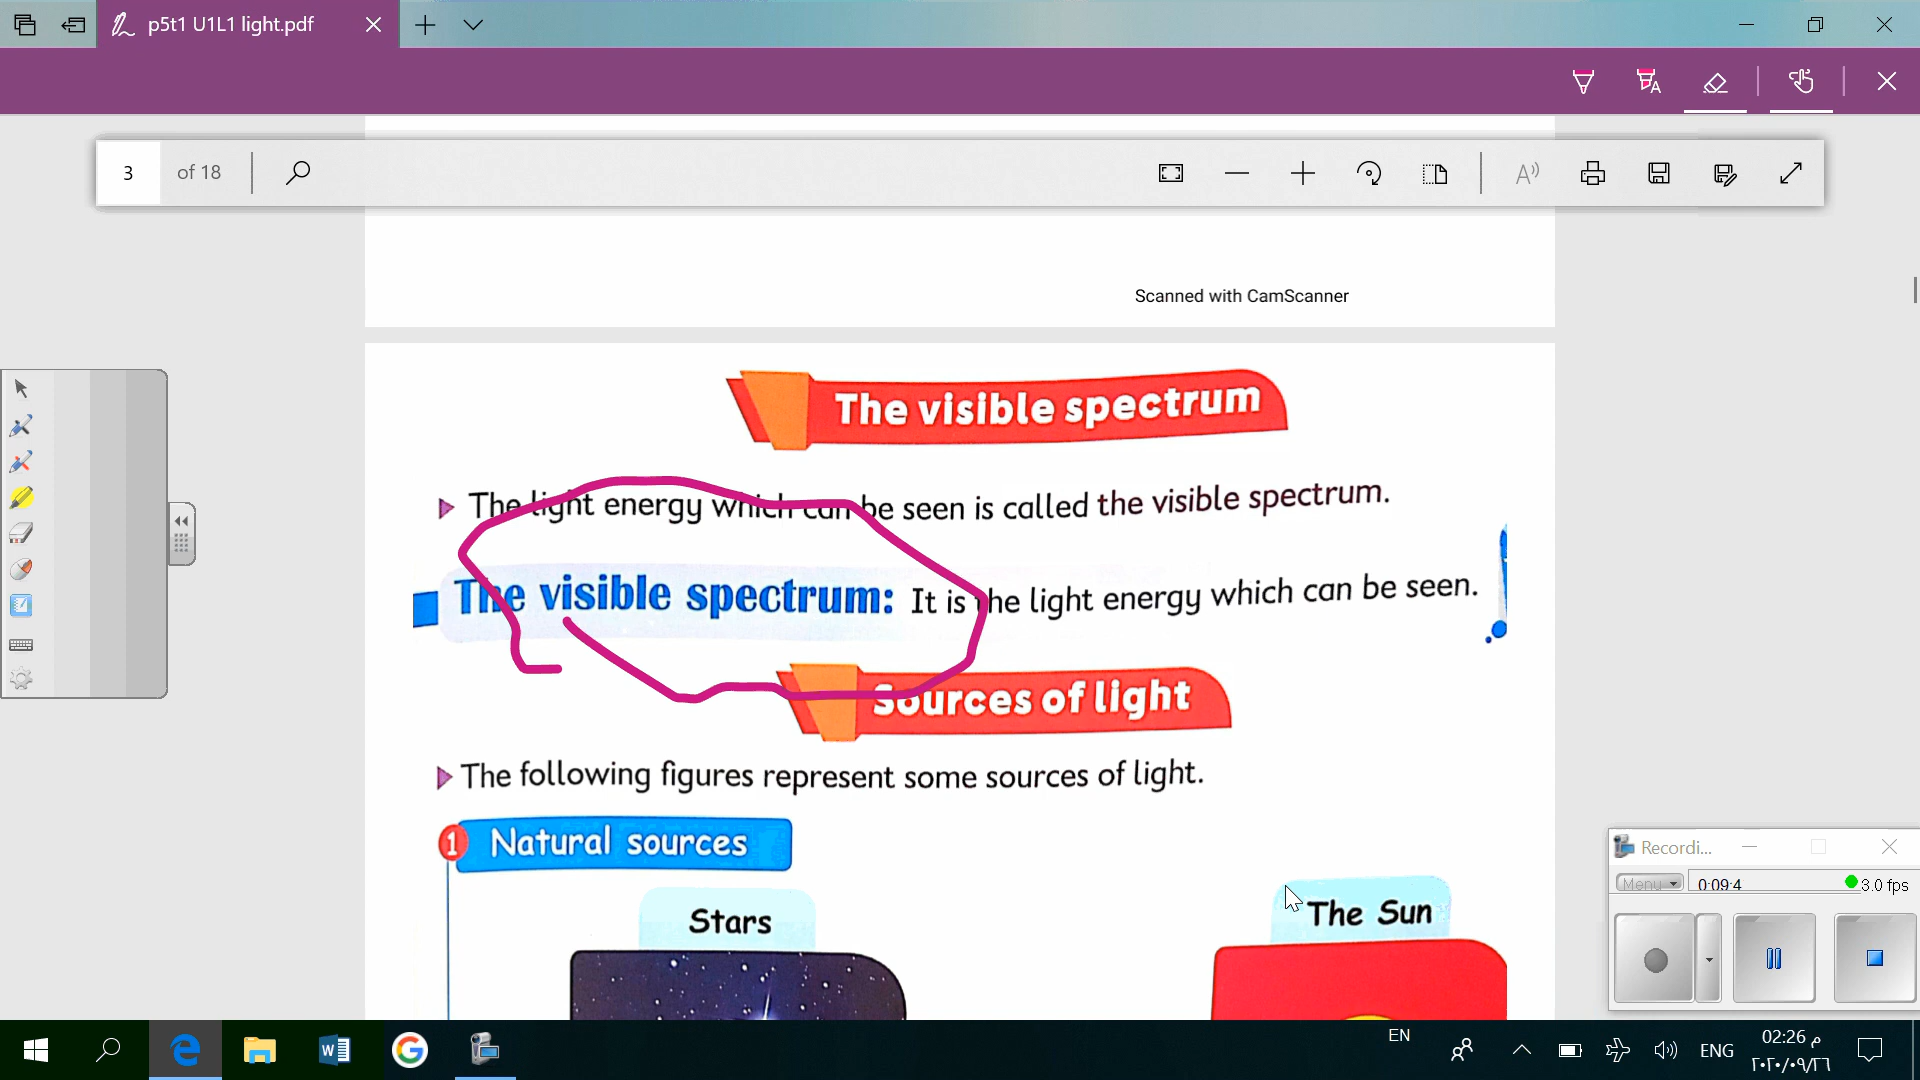 p5t1 U1L1 light.pdf
3 of 18
Scanned with CamScanner
The visible spectrum
The light energy which can be seen is called the visible spectrum.
The visible spectrum: It is the light energy which can be seen.
Sources of light
The following figures represent some sources of light.
1 Natural sources
Stars
The Sun
Recordi...
Menu
0:09:4
3.0 fps
EN
ENG
02:26 م
٢٠٢٠/٠٩/٢٦